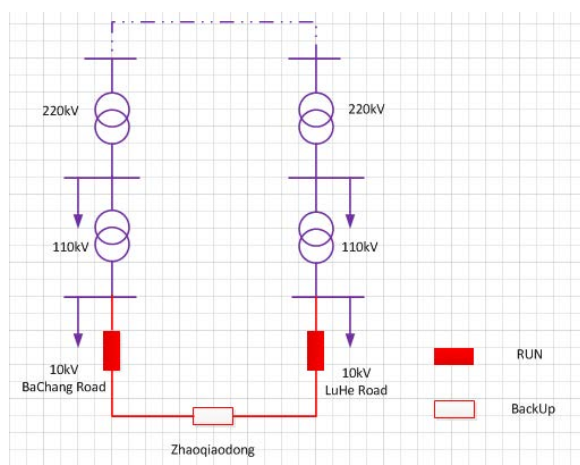 220kV
220kV
110kV
110kV
10kV
BaChang Road
10kV
LuHe Road
RUN
BackUp
Zhaoqiaodong